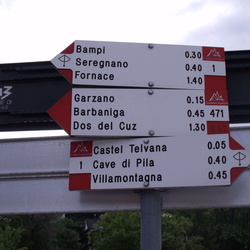 Bampi 0.30
Seregnano 0.40 1
Fornace 1.40
Garzano 0.15
Barbaniga 0.45 471
Dos del Cuz 1.30
Castel Telvana 0.05
1 Cave di Pila 0.40
Villamontagna 0.45